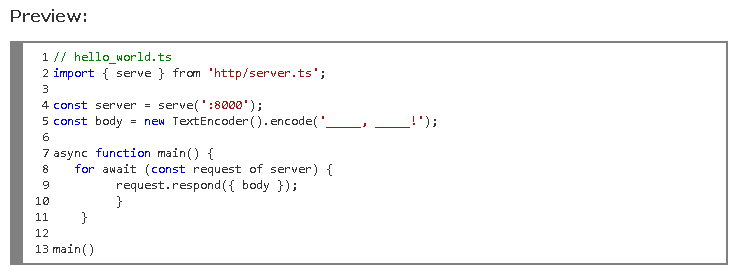 Preview:
1 // hello_world.ts
2 import { serve } from 'http/server.ts';
3
4 const server = serve(':8000');
5 const body = new TextEncoder().encode('_____, _____!');
6
7 async function main() {
8    for await (const request of server) {
9          request.respond({ body });
10          }
11     }
12
13 main()